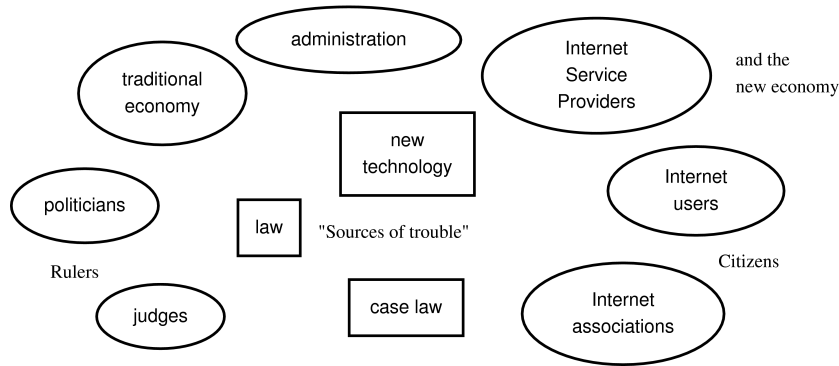 administration
Internet
Service
Providers
and the
new economy
traditional
economy
new
technology
Internet
users
politicians
law
"Sources of trouble"
Citizens
Rulers
judges
case law
Internet
associations